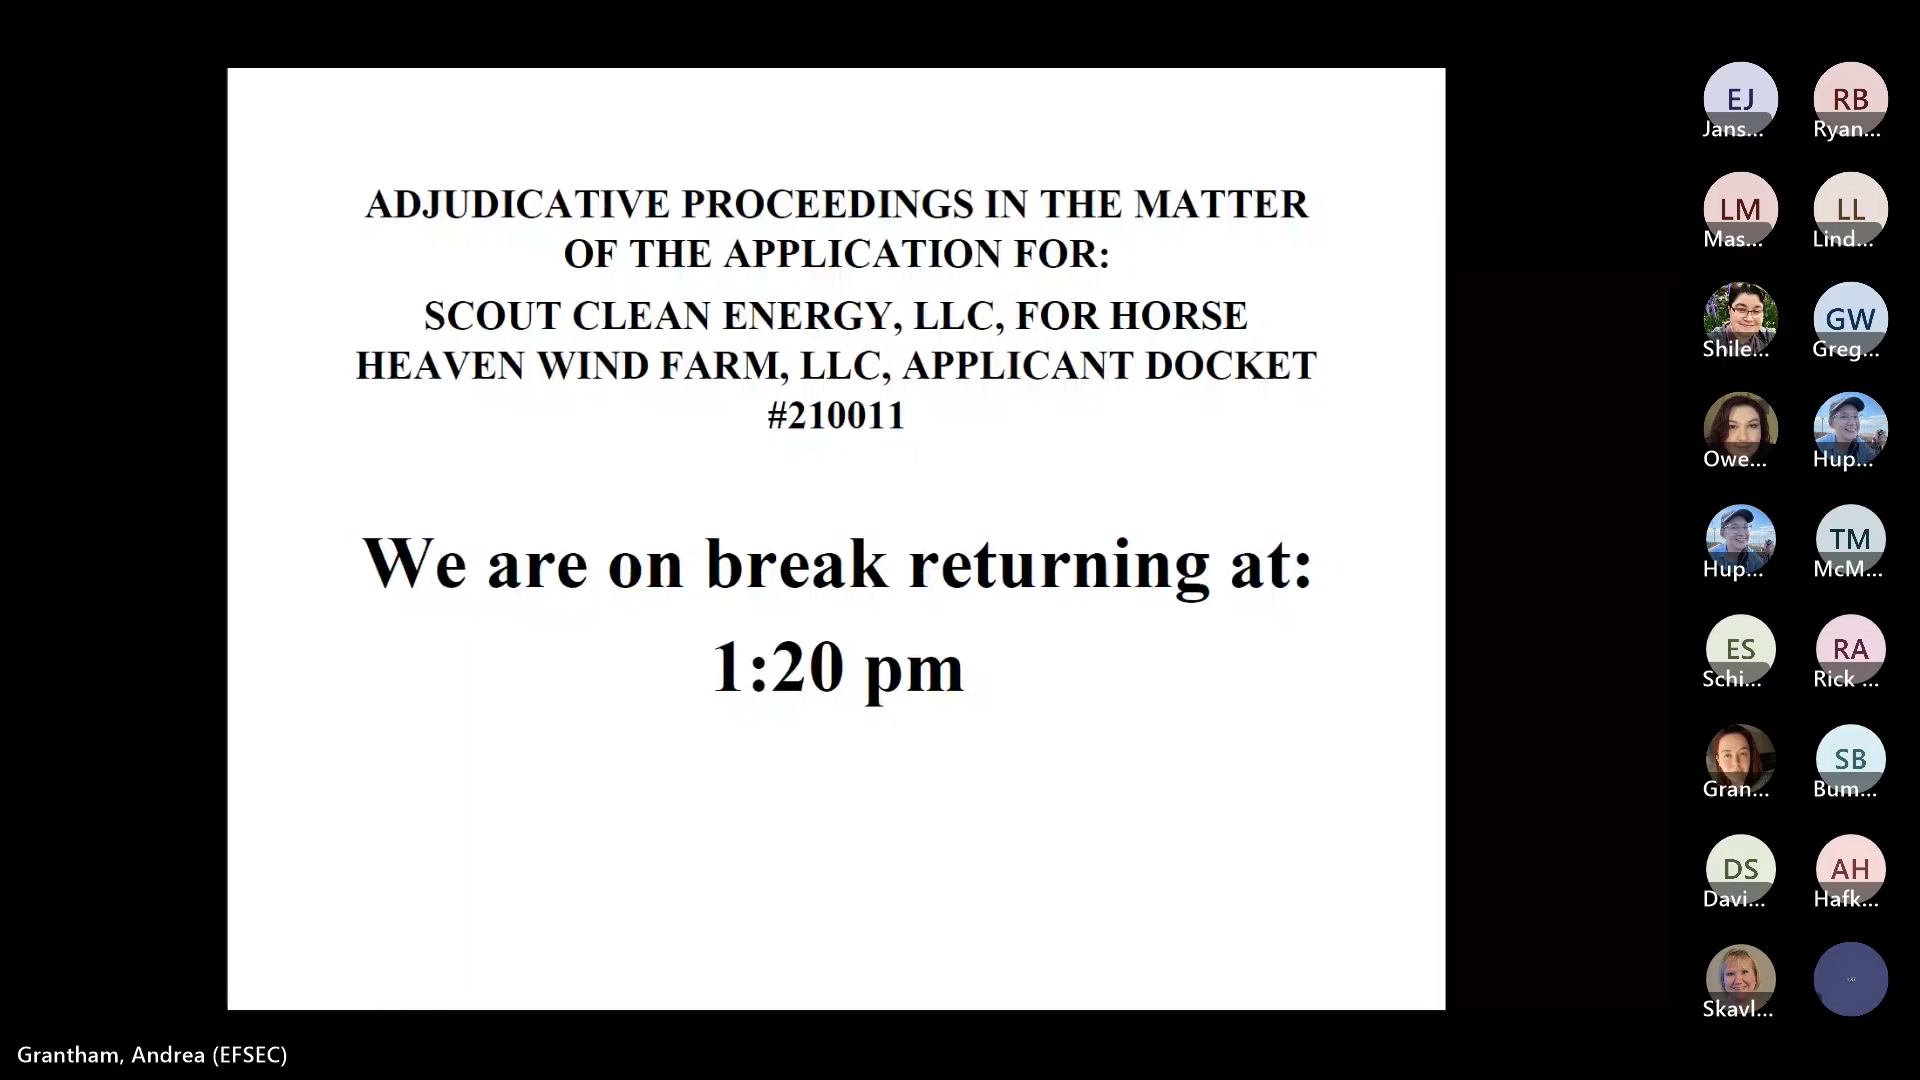 ADJUDICATIVE PROCEEDINGS IN THE MATTER
OF THE APPLICATION FOR:
SCOUT CLEAN ENERGY, LLC, FOR HORSE
HEAVEN WIND FARM, LLC, APPLICANT DOCKET
#210011
We are on break returning at:
1:20 pm
EJ
Jans...
RB
Ryan...
LM
Mas...
LL
Lind...
Shile...
GW
Greg...
Owe...
Hup...
Hup...
TM
McM...
ES
Schi...
RA
Rick ...
Gran...
SB
Bum...
DS
Davi...
AH
Hafk...
Skavl...
Grantham, Andrea (EFSEC)